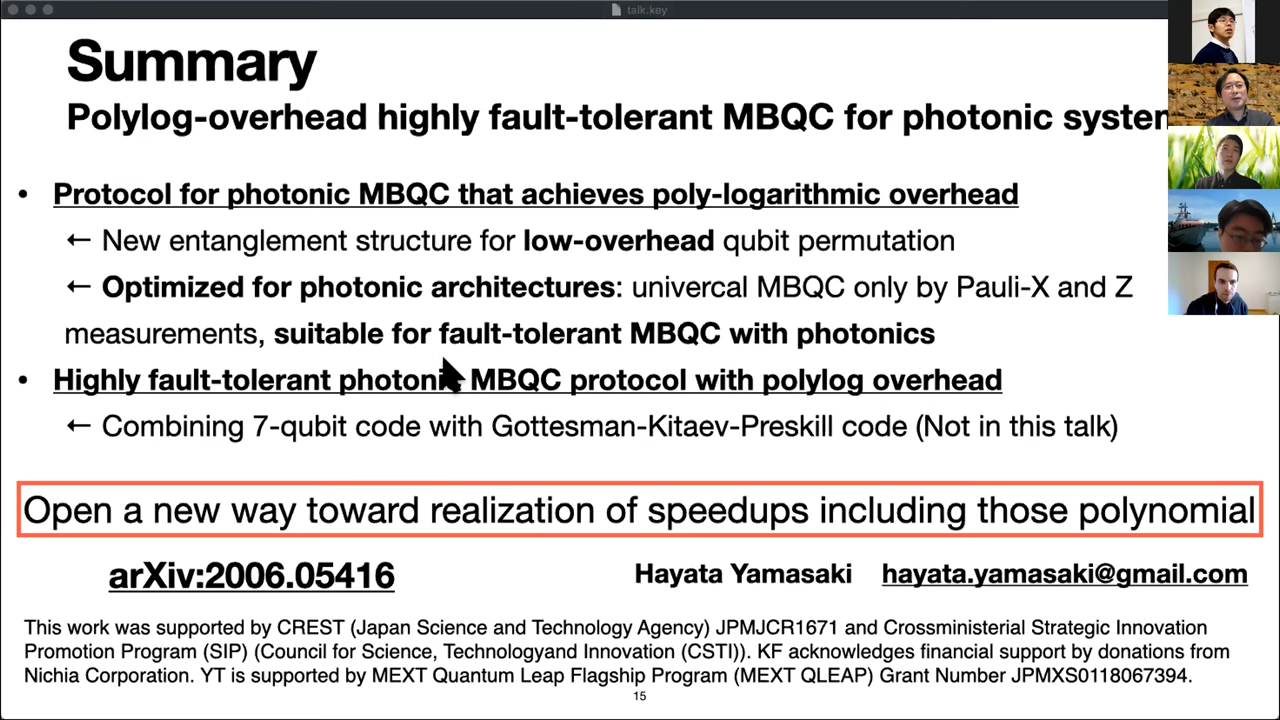 talk.key
Summary
Polylog-overhead highly fault-tolerant MBQC for photonic system
• Protocol for photonic MBQC that achieves poly-logarithmic overhead
← New entanglement structure for low-overhead qubit permutation
← Optimized for photonic architectures: univercal MBQC only by Pauli-X and Z
measurements, suitable for fault-tolerant MBQC with photonics
• Highly fault-tolerant photonic MBQC protocol with polylog overhead
← Combining 7-qubit code with Gottesman-Kitaev-Preskill code (Not in this talk)
Open a new way toward realization of speedups including those polynomial
arXiv:2006.05416 Hayata Yamasaki hayata.yamasaki@gmail.com
This work was supported by CREST (Japan Science and Technology Agency) JPMJCR1671 and Crossministerial Strategic Innovation
Promotion Program (SIP) (Council for Science, Technologyand Innovation (CSTI)). KF acknowledges financial support by donations from
Nichia Corporation. YT is supported by MEXT Quantum Leap Flagship Program (MEXT QLEAP) Grant Number JPMXS0118067394.
15